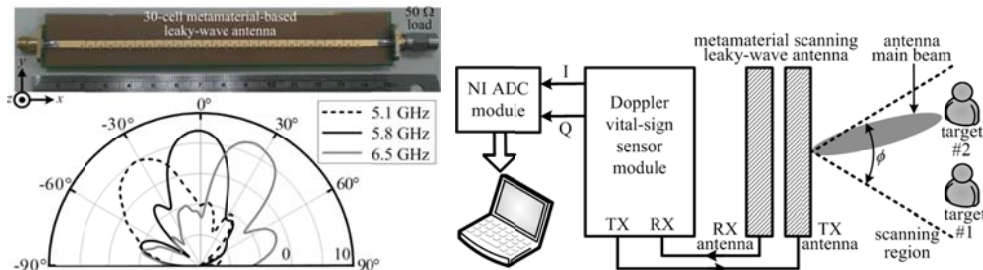 30-cell metamaterial-based
leaky-wave antenna
50 Ω
load
y
z
x
0°
-30°
30°
-60°
60°
-90°
90°
0
10
5.1 GHz
5.8 GHz
6.5 GHz
NI ADC
module
I
Q
Doppler
vital-sign
sensor
module
TX
RX
metamaterial scanning
leaky-wave antenna
RX
antenna
TX
antenna
antenna
main beam
ϕ
target
#2
target
#1
scanning
region